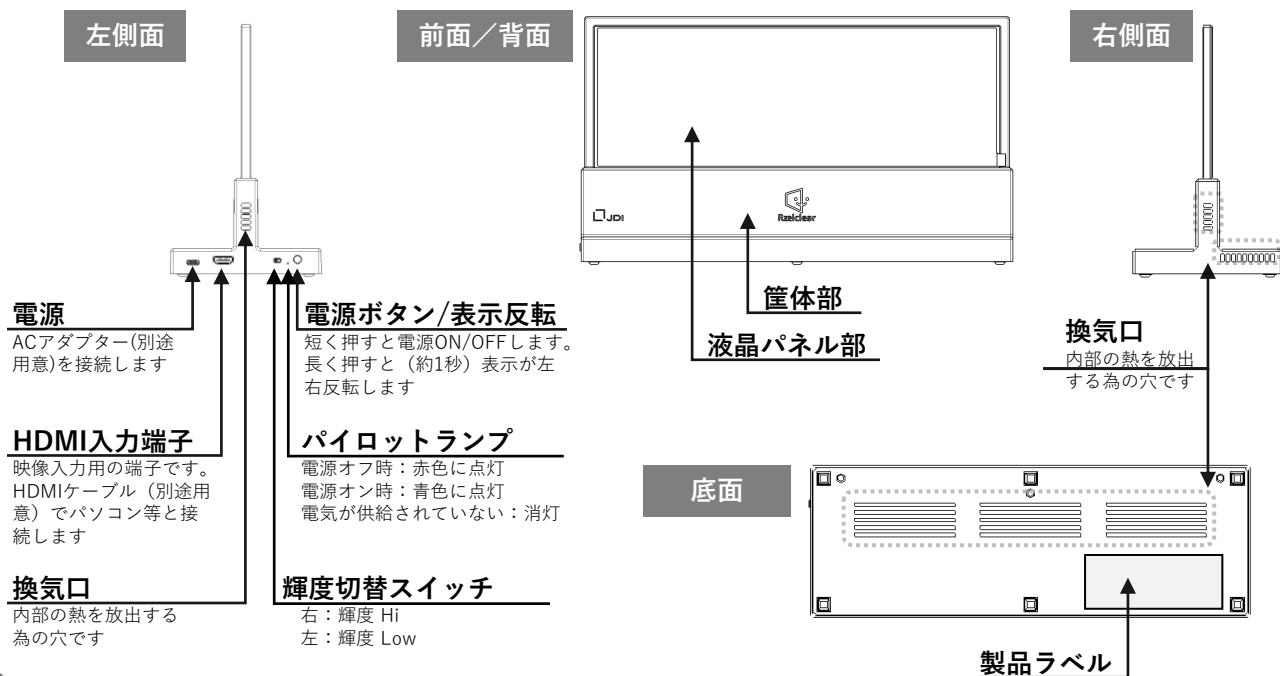 左側面
電源
ACアダプター(別途
用意)を接続します
HDMI入力端子
映像入力用の端子です。
HDMIケーブル（別途用
意）でパソコン等と接
続します
換気口
内部の熱を放出する
為の穴です
電源ボタン/表示反転
短く押すと電源ON/OFFします。
長く押すと（約1秒）表示が左
右反転します
パイロットランプ
電源オフ時：赤色に点灯
電源オン時：青色に点灯
電気が供給されていない：消灯
輝度切替スイッチ
右：輝度 Hi
左：輝度 Low
前面／背面
JDI
Rælclear
筐体部
液晶パネル部
右側面
換気口
内部の熱を放出
する為の穴です
底面
製品ラベル